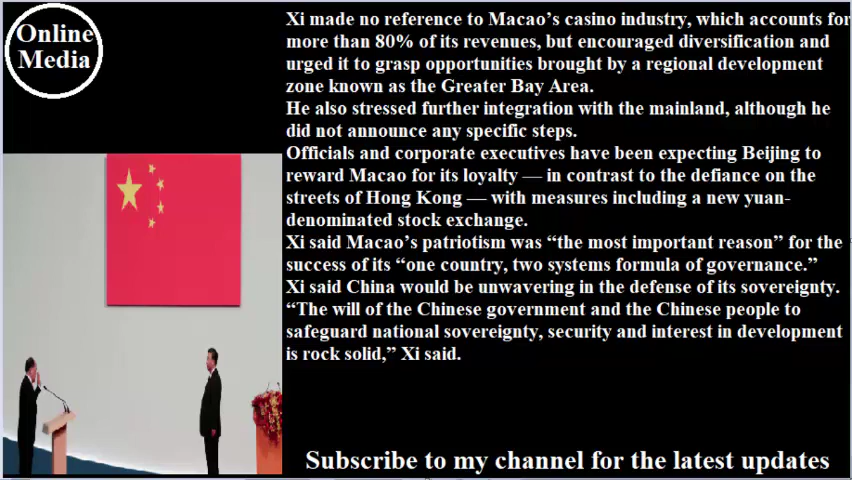 Online
Media
Xi made no reference to Macao’s casino industry, which accounts for
more than 80% of its revenues, but encouraged diversification and
urged it to grasp opportunities brought by a regional development
zone known as the Greater Bay Area.
He also stressed further integration with the mainland, although he
did not announce any specific steps.
Officials and corporate executives have been expecting Beijing to
reward Macao for its loyalty — in contrast to the defiance on the
streets of Hong Kong — with measures including a new yuan-
denominated stock exchange.
Xi said Macao’s patriotism was “the most important reason” for the
success of its “one country, two systems formula of governance.”
Xi said China would be unwavering in the defense of its sovereignty.
“The will of the Chinese government and the Chinese people to
safeguard national sovereignty, security and interest in development
is rock solid,” Xi said.
Subscribe to my channel for the latest updates